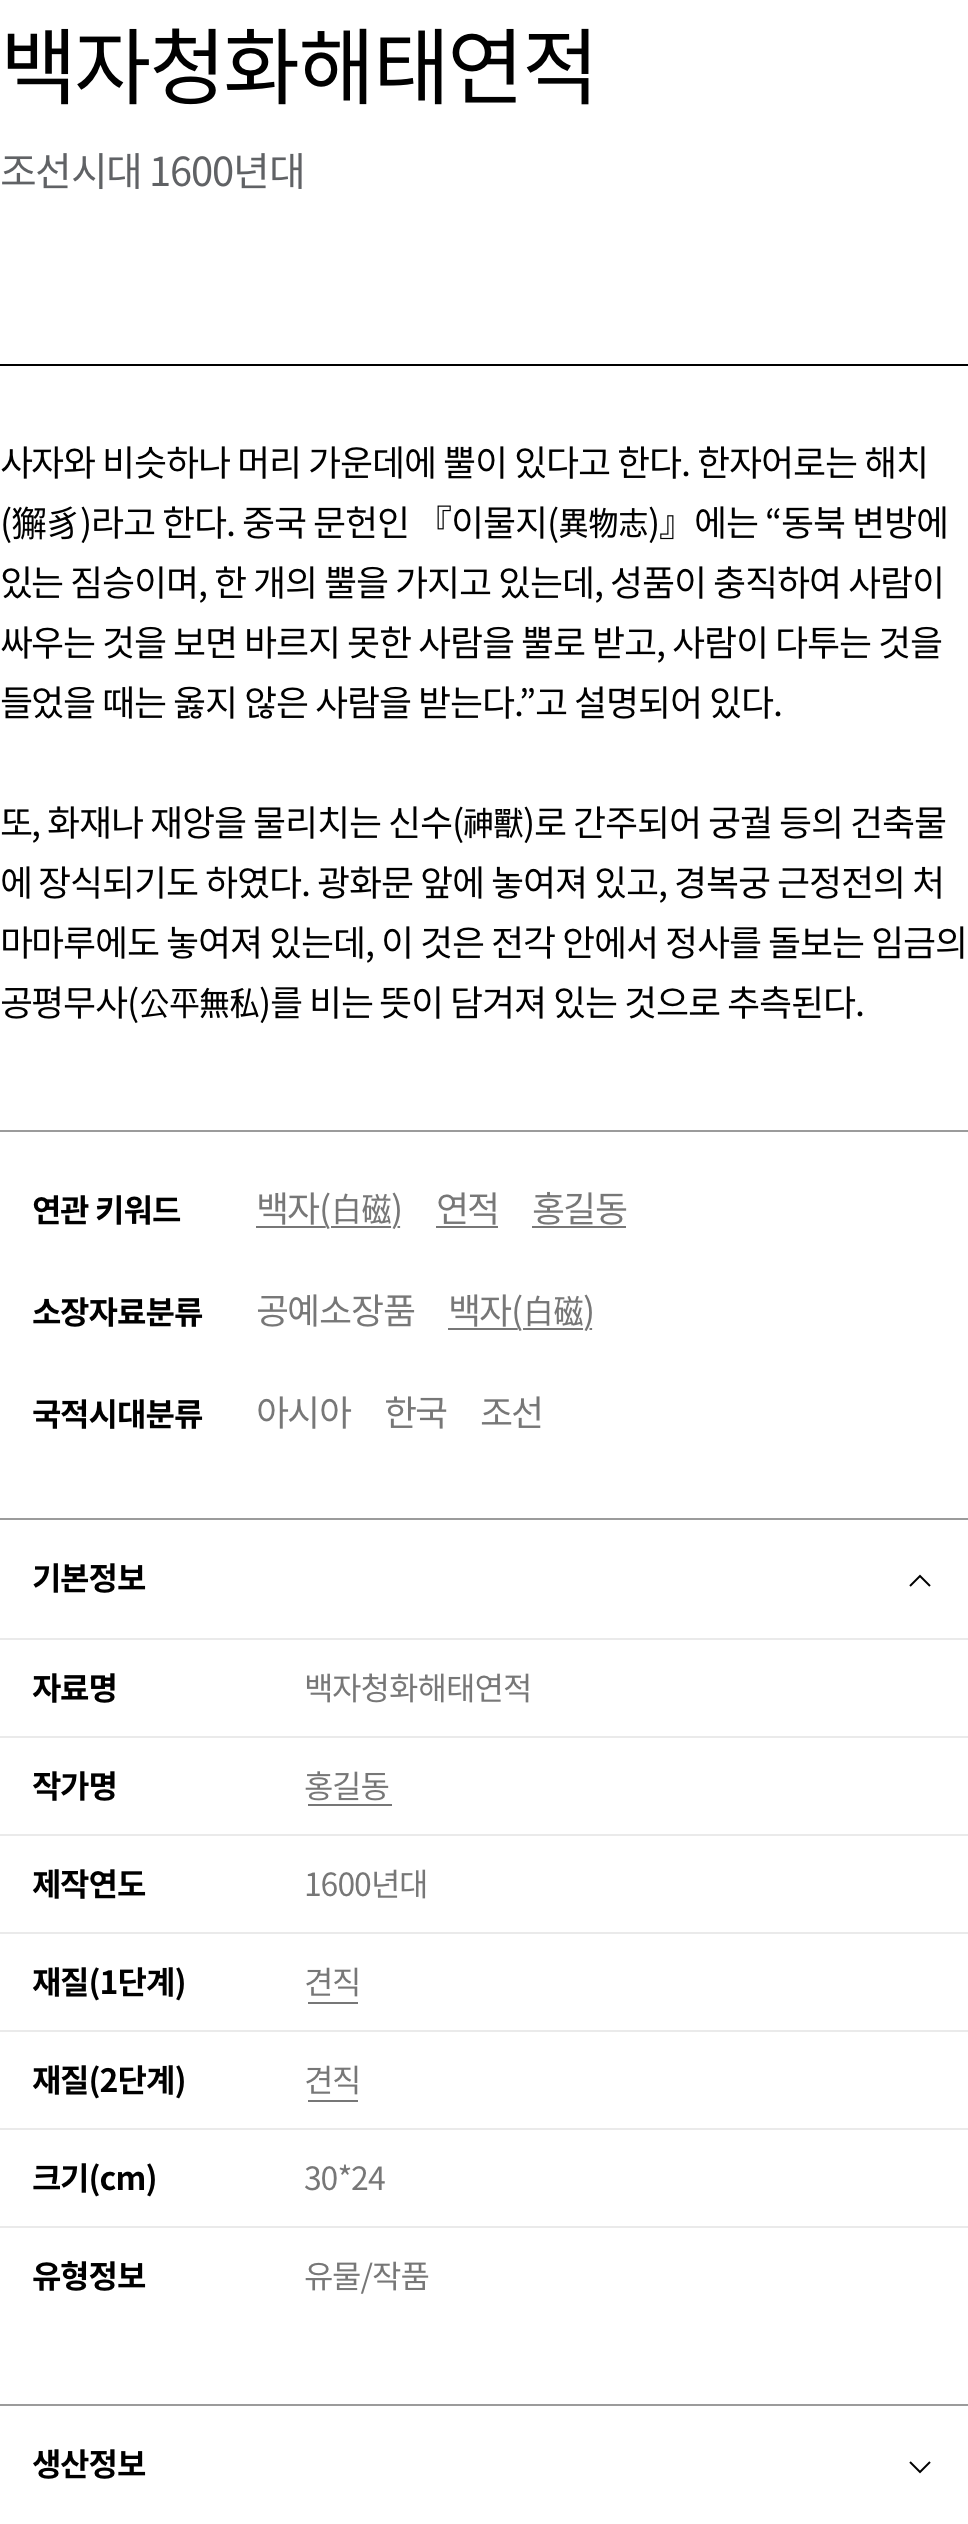 백자청화해태연적
조선시대 1600년대
사자와 비슷하나 머리 가운데에 뿔이 있다고 한다. 한자어로는 해치
(獬豸)라고 한다. 중국 문헌인 『이물지(異物志)』에는 “동북 변방에
있는 짐승이며, 한 개의 뿔을 가지고 있는데, 성품이 충직하여 사람이
싸우는 것을 보면 바르지 못한 사람을 뿔로 받고, 사람이 다투는 것을
들었을 때는 옳지 않은 사람을 받는다.”고 설명되어 있다.
또, 화재나 재앙을 물리치는 신수(神獸)로 간주되어 궁궐 등의 건축물
에 장식되기도 하였다. 광화문 앞에 놓여져 있고, 경복궁 근정전의 처
마마루에도 놓여져 있는데, 이 것은 전각 안에서 정사를 돌보는 임금의
공평무사(公平無私)를 비는 뜻이 담겨져 있는 것으로 추측된다.
연관 키워드 백자(白磁) 연적 홍길동
소장자료분류 공예소장품 백자(白磁)
국적시대분류 아시아 한국 조선
기본정보
자료명 백자청화해태연적
작가명 홍길동
제작연도 1600년대
재질(1단계) 견직
재질(2단계) 견직
크기(cm) 30*24
유형정보 유물/작품
생산정보